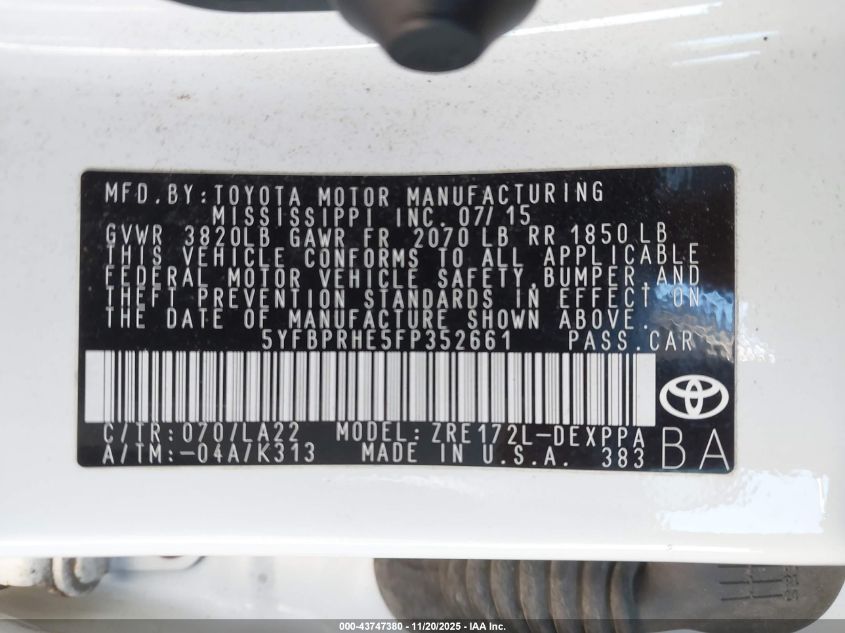 MFD.BY:TOYOTA MOTOR MANUFACTURING
MISSISSIPPI INC. 07/15
GVWR 3820LB GAWR FR 2070 LB RR 1850 LB
THIS VEHICLE CONFORMS TO ALL APPLICABLE
FEDERAL MOTOR VEHICLE SAFETY,BUMPER,AND
THEFT PREVENTION STANDARDS IN EFFECT ON
THE DATE OF MANUFACTURE SHOWN ABOVE.
5YFBPRHE5FP352661 PASS.CAR
C/TR:070/LA22 MODEL:ZRE172L-DEXPPA
A/TM:-04A/K313 MADE IN U.S.A. 383 BA
000-43747380 - 11/20/2025 - IAA Inc.